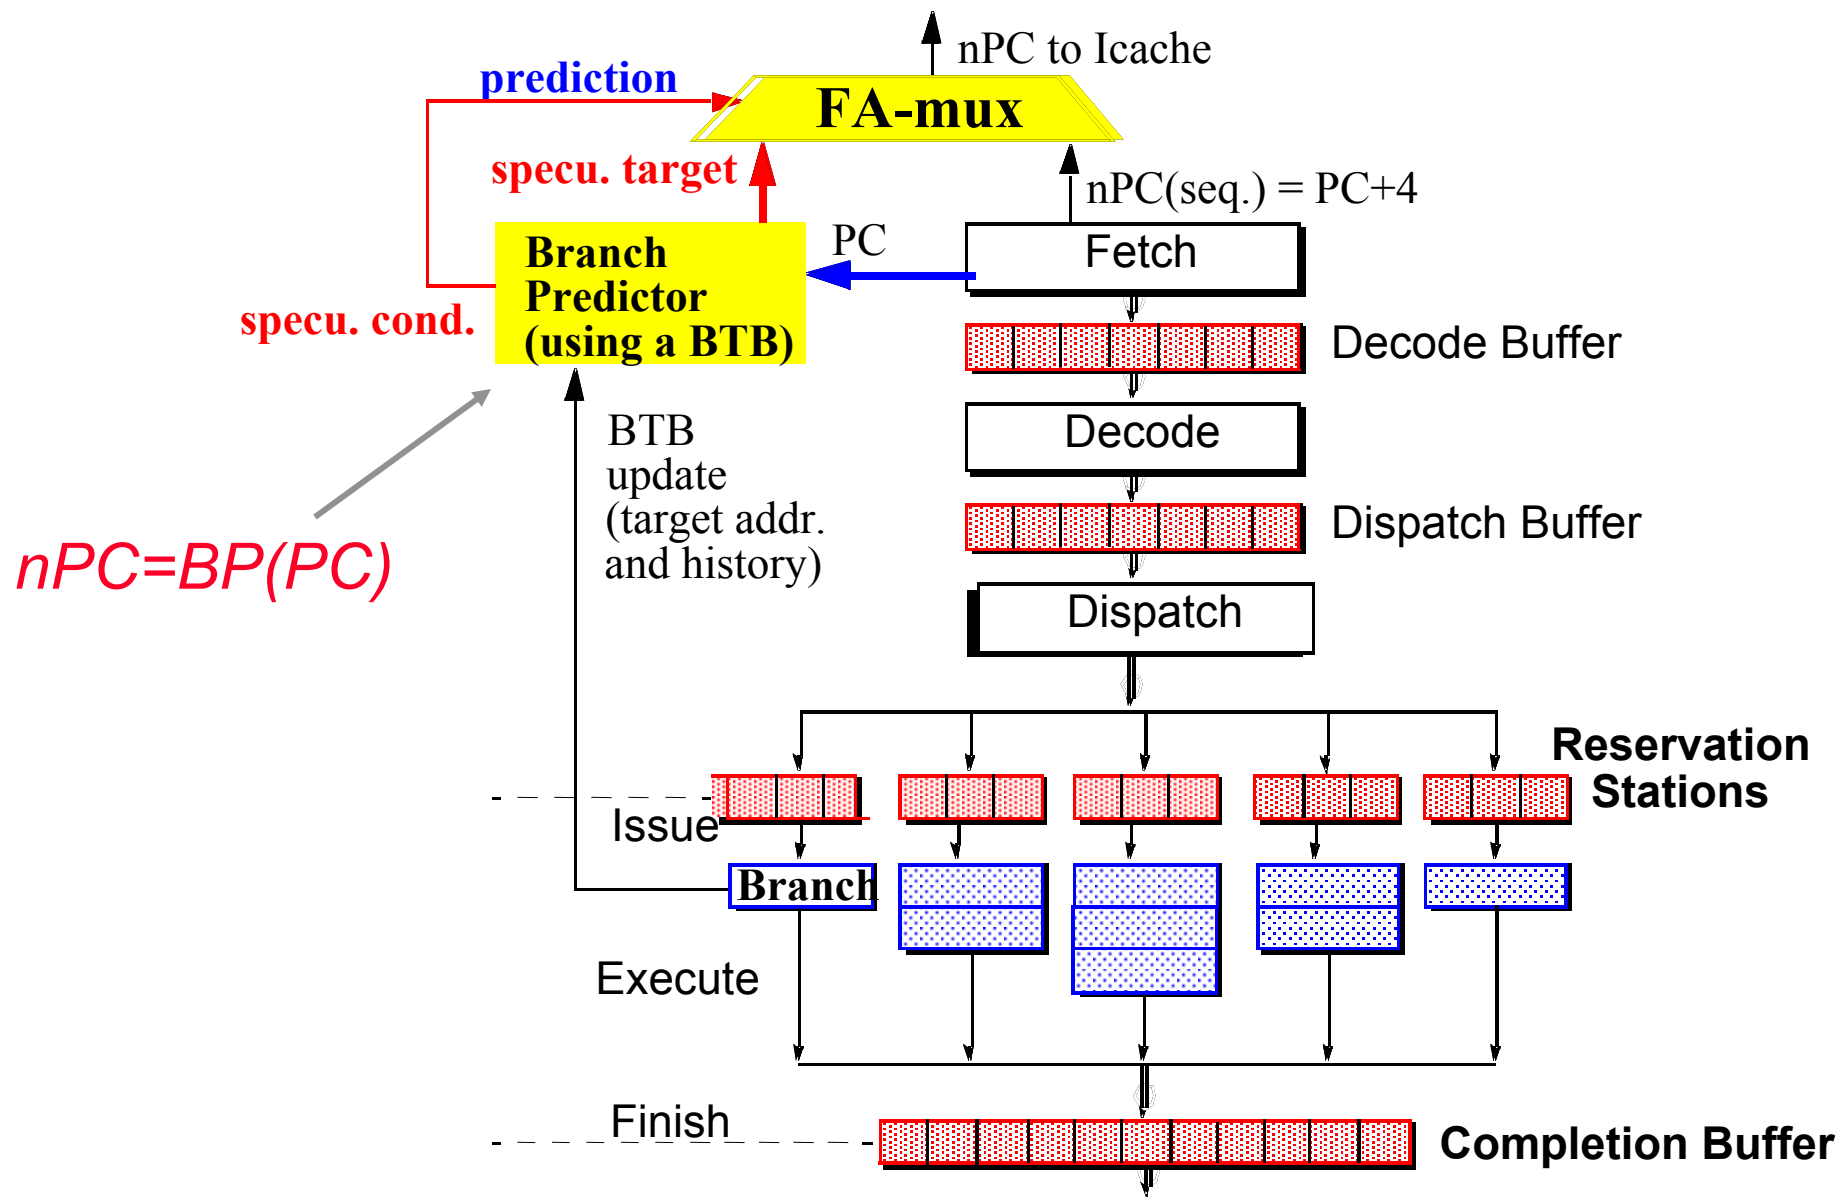 nPC to Icache
prediction
FA-mux
specu. target
nPC(seq.) = PC+4
PC
Fetch
Branch
Predictor
(using a BTB)
specu. cond.
Decode Buffer
BTB
update
(target addr.
and history)
Decode
Dispatch Buffer
nPC=BP(PC)
Dispatch
Reservation
Stations
Issue
Branch
Execute
Finish
Completion Buffer